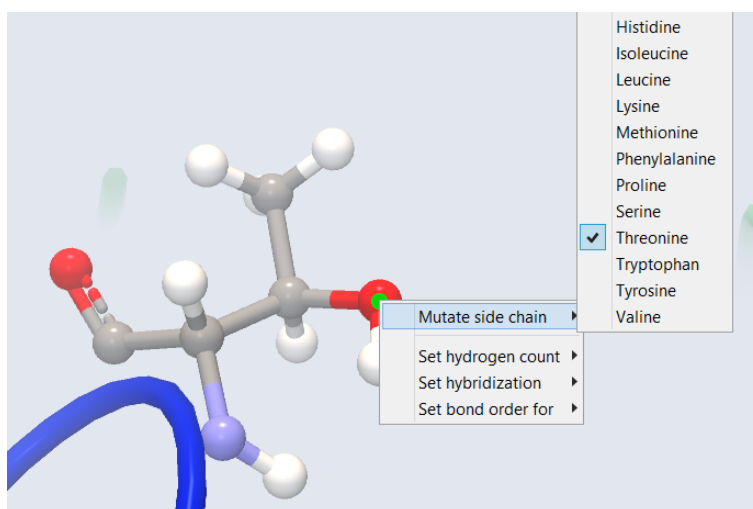 Histidine
Isoleucine
Leucine
Lysine
Methionine
Phenylalanine
Proline
Serine
Threonine
Tryptophan
Tyrosine
Valine
Mutate side chain
Set hydrogen count
Set hybridization
Set bond order for